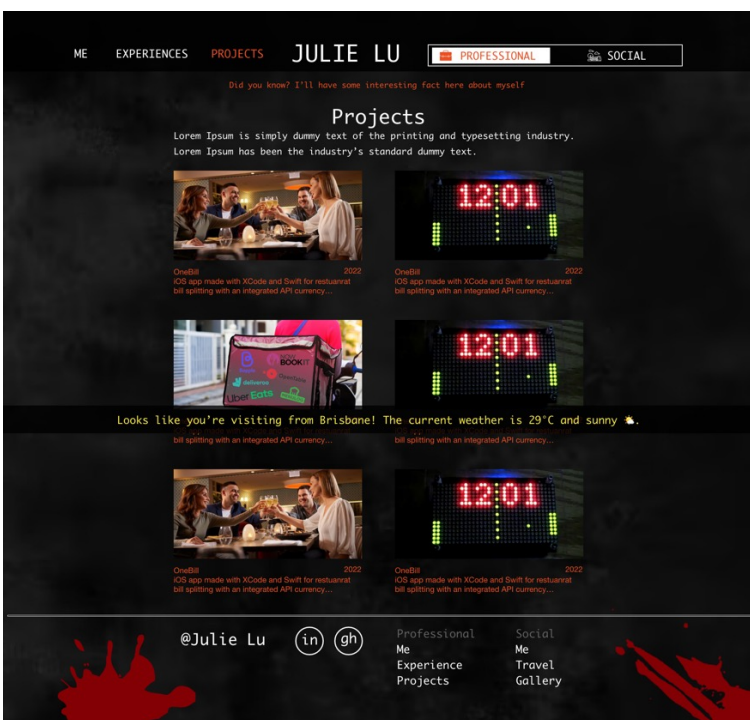 ME EXPERIENCES PROJECTS JULIE LU PROFESSIONAL SOCIAL
Did you know? I'll have some interesting fact here about myself
Projects
Lorem Ipsum is simply dummy text of the printing and typesetting industry.
Lorem Ipsum has been the industry's standard dummy text.
12:01
12:01
OneBill 2022
iOS app made with XCode and Swift for restuanrat
bill splitting with an integrated API currency...
OneBill 2022
iOS app made with XCode and Swift for restuanrat
bill splitting with an integrated API currency...
BOOKIT
deliveroo
OpenTable
Uber Eats
12:01
Looks like you're visiting from Brisbane! The current weather is 29°C and sunny 🌤.
bill splitting with an integrated API currency...
bill splitting with an integrated API currency...
12:01
OneBill 2022
iOS app made with XCode and Swift for restuanrat
bill splitting with an integrated API currency...
OneBill 2022
iOS app made with XCode and Swift for restuanrat
bill splitting with an integrated API currency...
@Julie Lu in gh
Professional
Me
Experience
Projects
Social
Me
Travel
Gallery